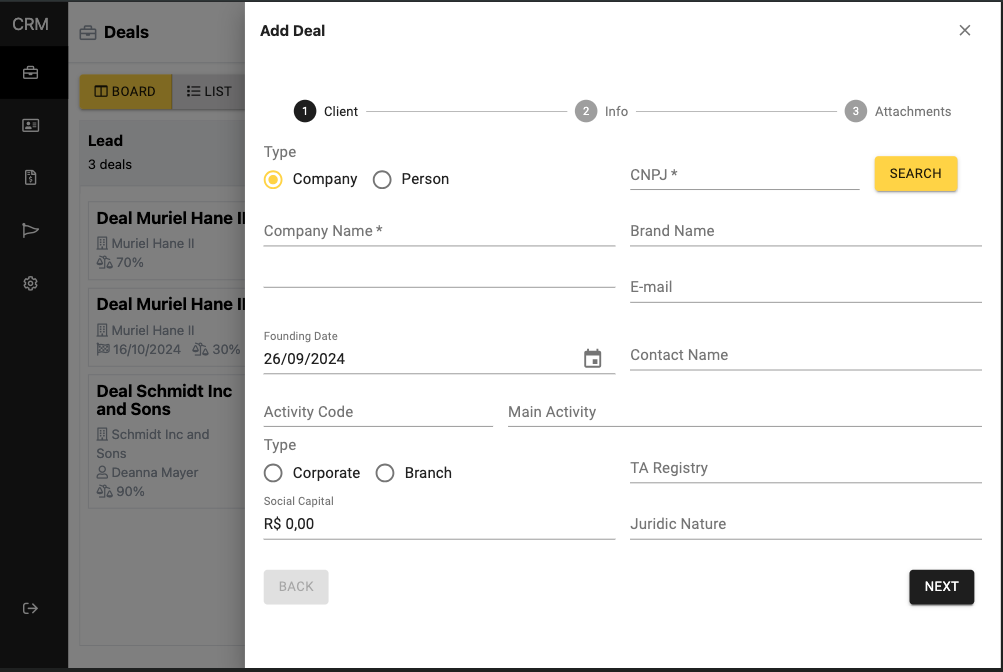 CRM
Deals
BOARD
LIST
Lead
3 deals
Deal Muriel Hane II
Muriel Hane II
70%
Deal Muriel Hane II
Muriel Hane II
16/10/2024 30%
Deal Schmidt Inc
and Sons
Schmidt Inc and
Sons
Deanna Mayer
90%
Add Deal
1 Client
2 Info
3 Attachments
Type
Company Person
CNPJ *
SEARCH
Company Name *
Brand Name
E-mail
Founding Date
26/09/2024
Contact Name
Activity Code
Main Activity
Type
Corporate Branch
TA Registry
Social Capital
R$ 0,00
Juridic Nature
BACK
NEXT